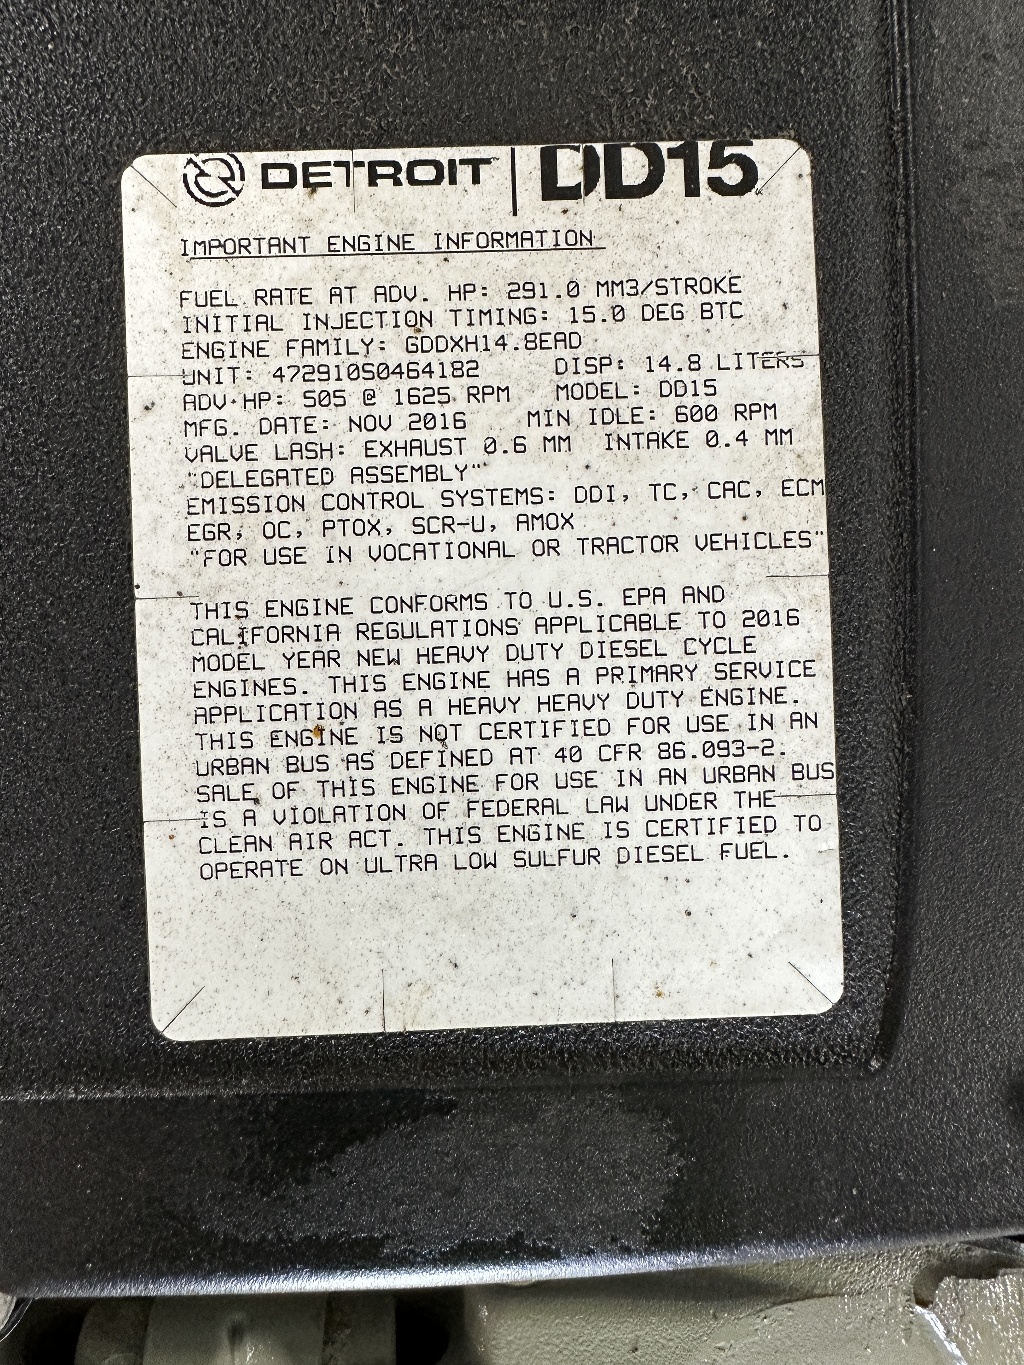 DETROIT | DD15
IMPORTANT ENGINE INFORMATION
FUEL RATE AT ADV. HP: 291.0 MM3/STROKE
INITIAL INJECTION TIMING: 15.0 DEG BTC
ENGINE FAMILY: GDDXH14.8EAD
UNIT: 472910S0464182 DISP: 14.8 LITERS
ADV HP: 505 @ 1625 RPM MODEL: DD15
MFG. DATE: NOV 2016 MIN IDLE: 600 RPM
VALVE LASH: EXHAUST 0.6 MM INTAKE 0.4 MM
"DELEGATED ASSEMBLY"
EMISSION CONTROL SYSTEMS: DDI, TC, CAC, ECM
EGR, OC, PTOX, SCR-U, AMOX
"FOR USE IN VOCATIONAL OR TRACTOR VEHICLES"
THIS ENGINE CONFORMS TO U.S. EPA AND
CALIFORNIA REGULATIONS APPLICABLE TO 2016
MODEL YEAR NEW HEAVY DUTY DIESEL CYCLE
ENGINES. THIS ENGINE HAS A PRIMARY SERVICE
APPLICATION AS A HEAVY HEAVY DUTY ENGINE.
THIS ENGINE IS NOT CERTIFIED FOR USE IN AN
URBAN BUS AS DEFINED AT 40 CFR 86.093-2.
SALE OF THIS ENGINE FOR USE IN AN URBAN BUS
IS A VIOLATION OF FEDERAL LAW UNDER THE
CLEAN AIR ACT. THIS ENGINE IS CERTIFIED TO
OPERATE ON ULTRA LOW SULFUR DIESEL FUEL.